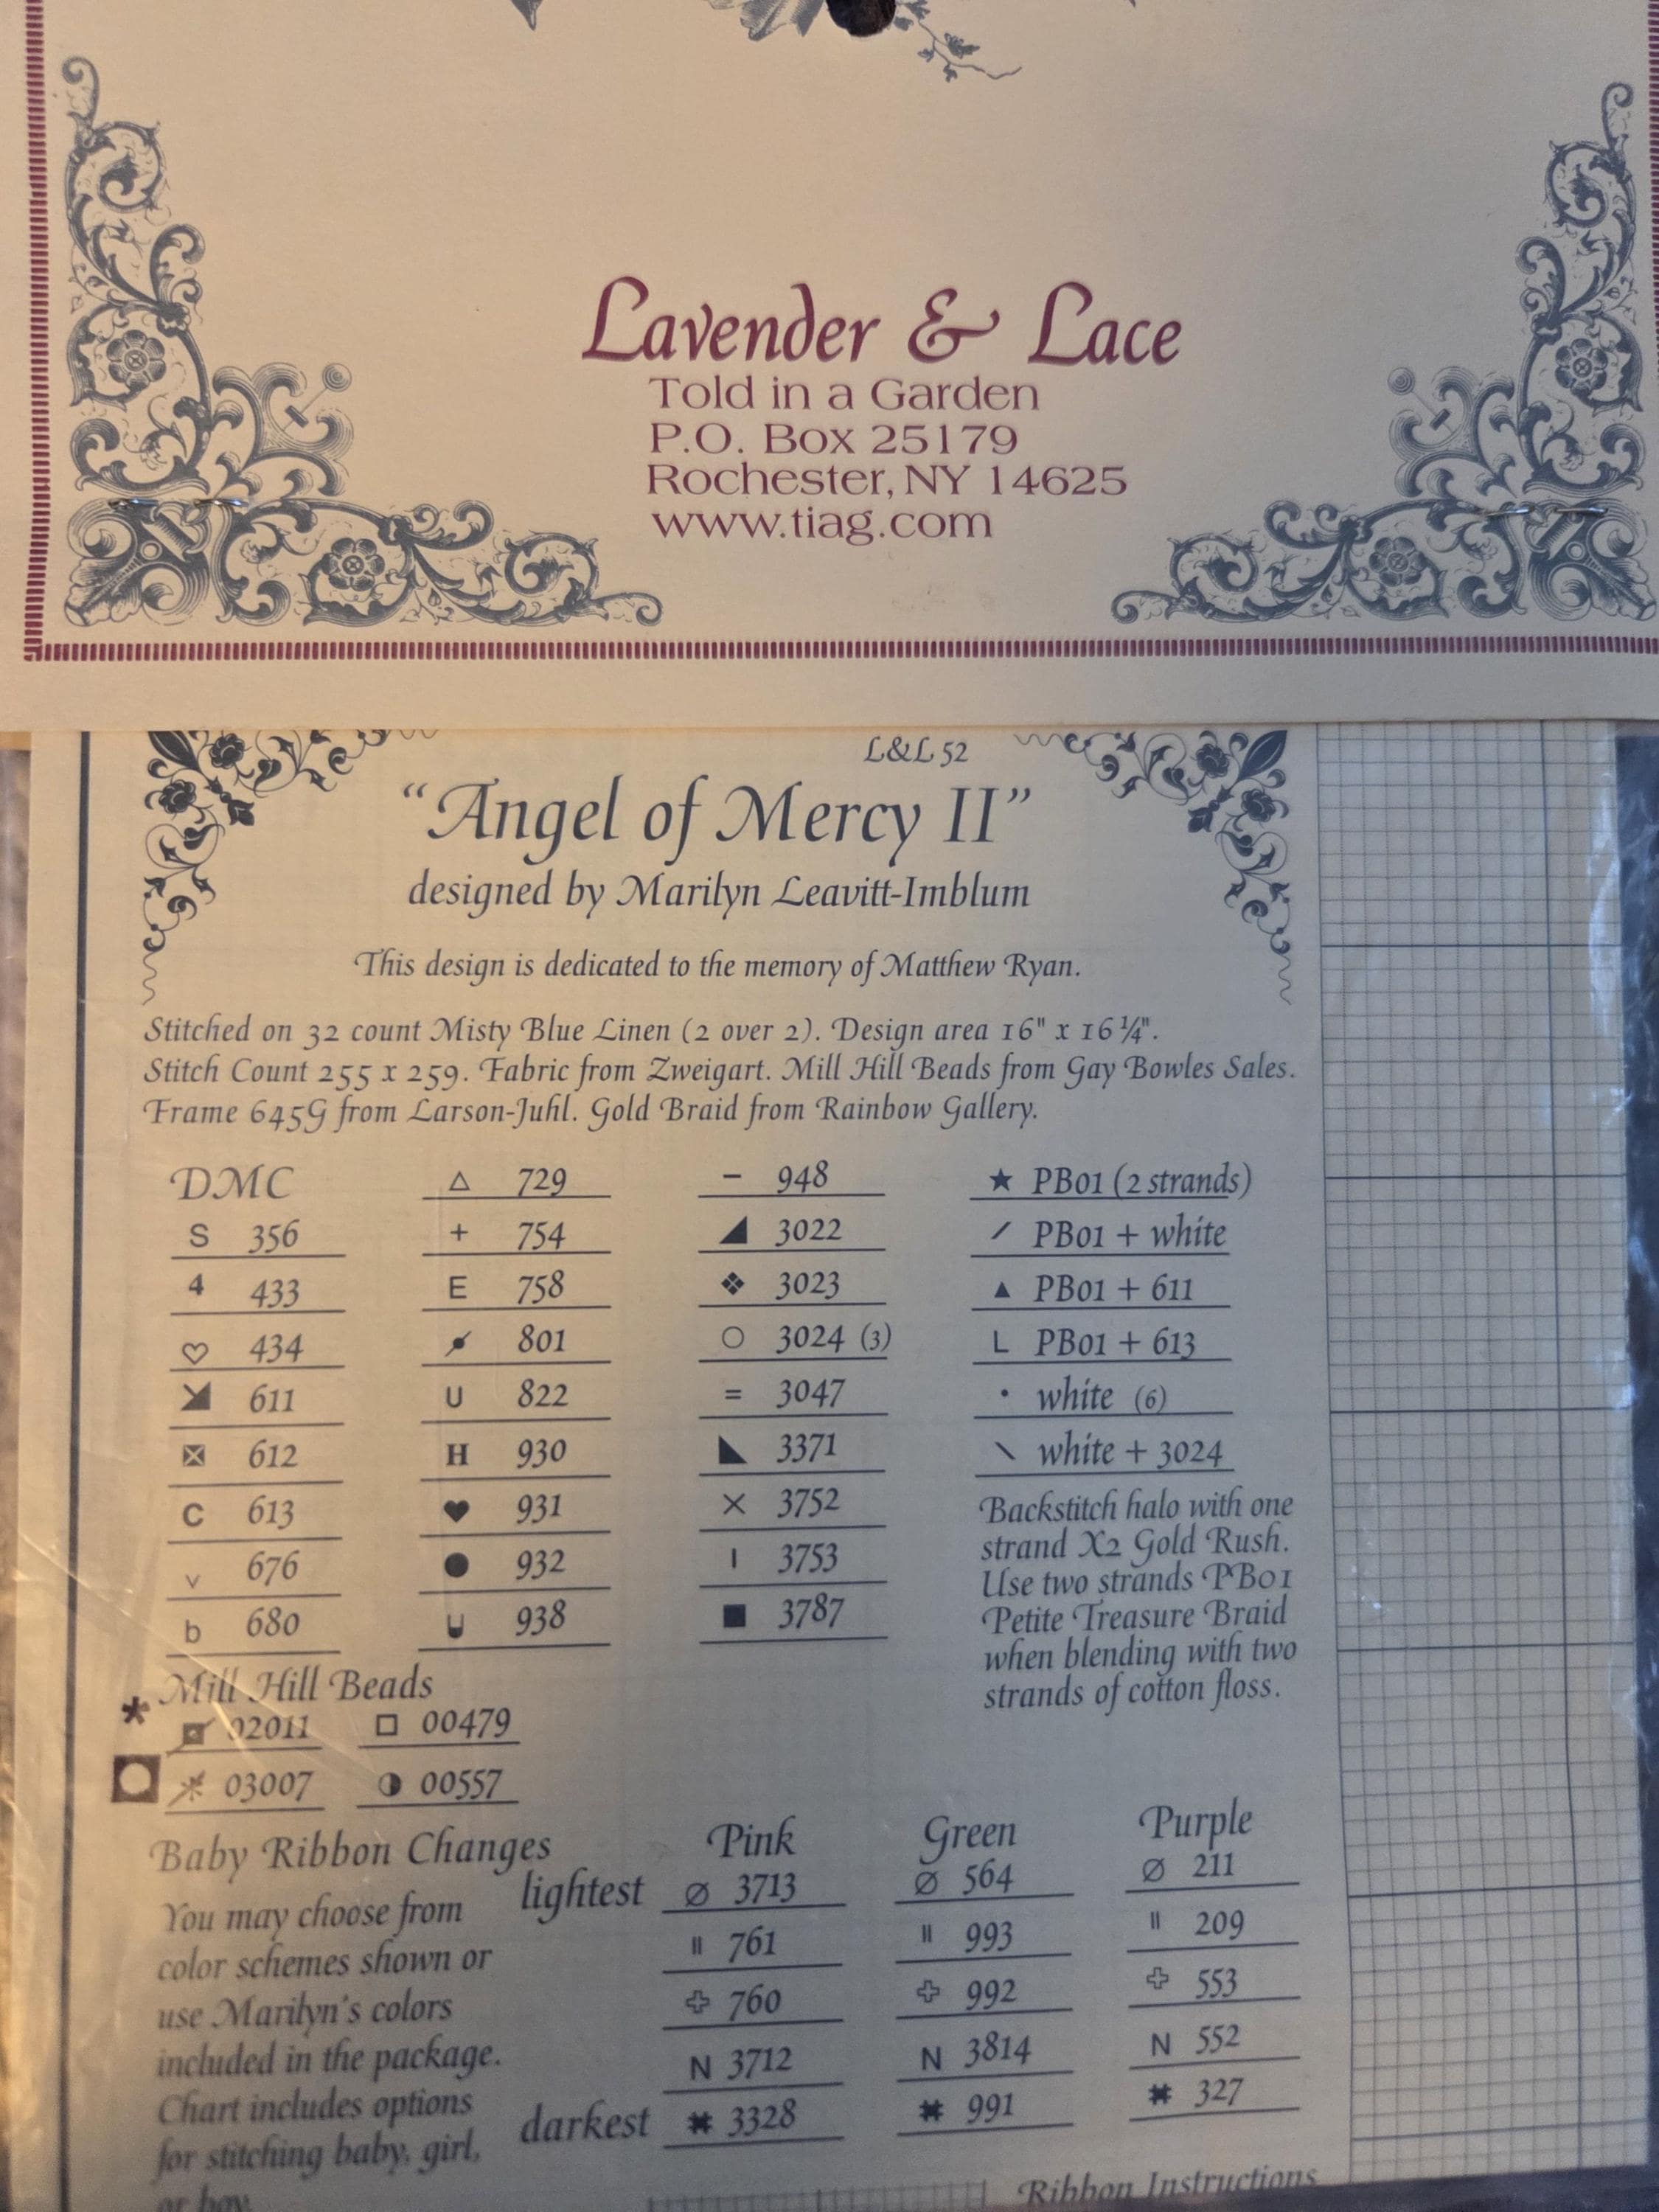 Lavender & Lace
Told in a Garden
P.O. Box 25179
Rochester, NY 14625
www.tiag.com
L&L 52
"Angel of Mercy II"
designed by Marilyn Leavitt-Imblum
This design is dedicated to the memory of Matthew Ryan.
Stitched on 32 count Misty Blue Linen (2 over 2). Design area 16" x 16¼".
Stitch Count 255 x 259. Fabric from Zweigart. Mill Hill Beads from Gay Bowles Sales.
Frame 645G from Larson-Juhl. Gold Braid from Rainbow Gallery.
DMC
S 356
4 433
♡ 434
611
612
C 613
v 676
b 680
△ 729
+ 754
E 758
801
U 822
H 930
♥ 931
● 932
938
− 948
◢ 3022
❖ 3023
○ 3024 (3)
= 3047
◣ 3371
× 3752
| 3753
■ 3787
★ PB01 (2 strands)
/ PB01 + white
▲ PB01 + 611
L PB01 + 613
• white (6)
\ white + 3024
Backstitch halo with one
strand X2 Gold Rush.
Use two strands PB01
Petite Treasure Braid
when blending with two
strands of cotton floss.
Mill Hill Beads
* 02011 □ 00479
03007 ◑ 00557
Baby Ribbon Changes
You may choose from
color schemes shown or
use Marilyn's colors
included in the package.
Chart includes options
for stitching baby, girl,
or boy.
lightest
darkest
Pink
∅ 3713
|| 761
✚ 760
N 3712
✖ 3328
Green
∅ 564
|| 993
✚ 992
N 3814
✖ 991
Purple
∅ 211
|| 209
✚ 553
N 552
✖ 327
Ribbon Instructions